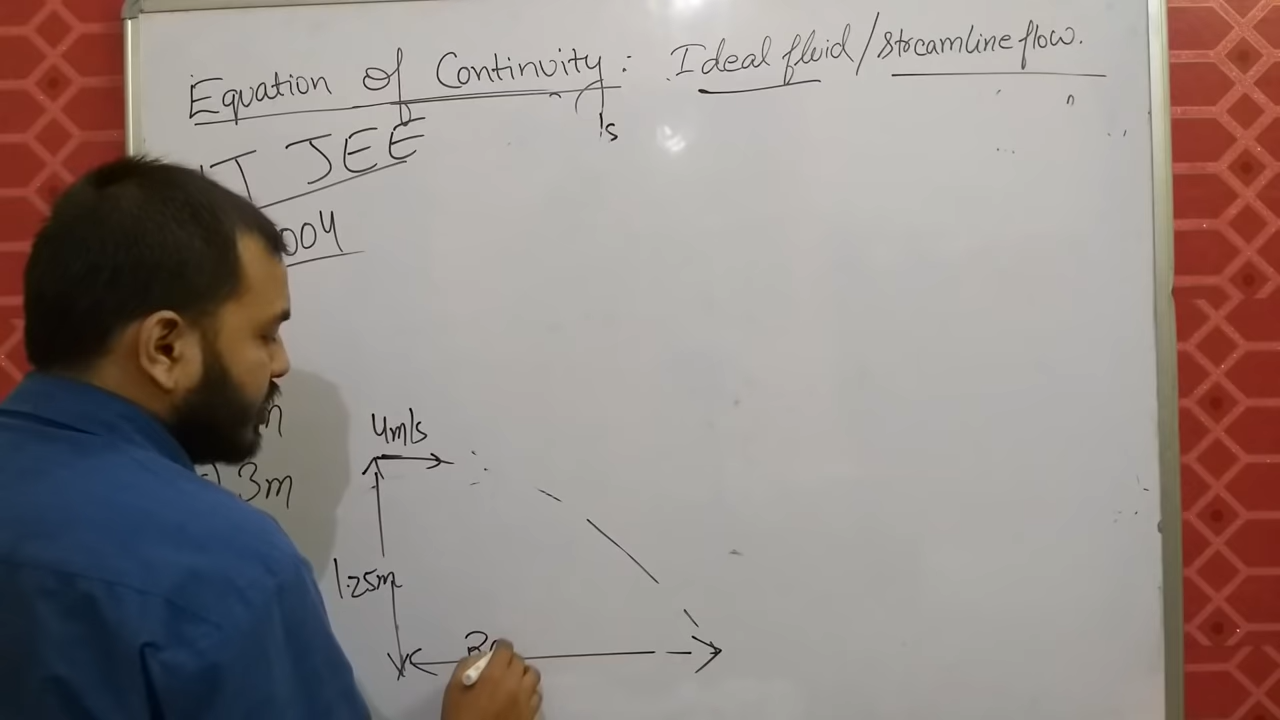 Equation of Continuity: Ideal fluid/streamline flow.
's
JEE
004
4m/s
3m
1.25m